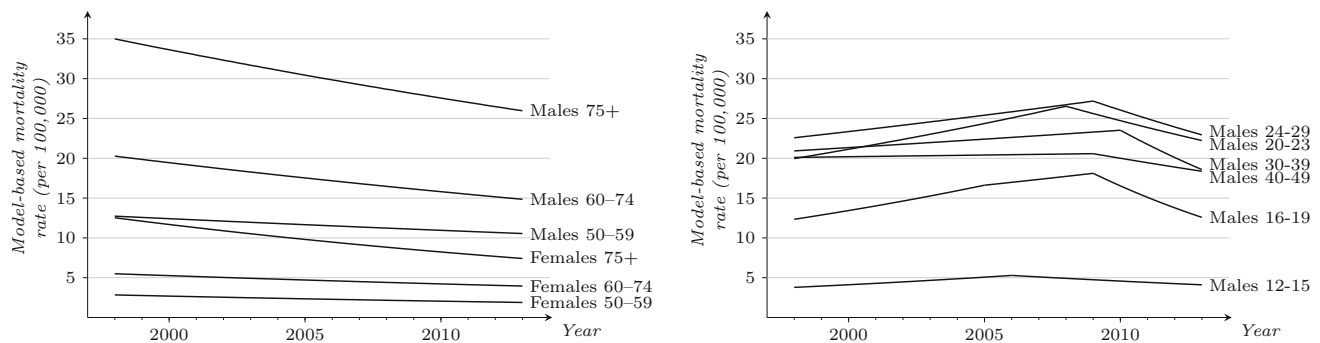 Model-based mortality
rate (per 100,000)
35
30
25
20
15
10
5
2000
2005
2010
Year
Males 75+
Males 60–74
Males 50–59
Females 75+
Females 60–74
Females 50–59
Model-based mortality
rate (per 100,000)
35
30
25
20
15
10
5
2000
2005
2010
Year
Males 24-29
Males 20-23
Males 30-39
Males 40-49
Males 16-19
Males 12-15